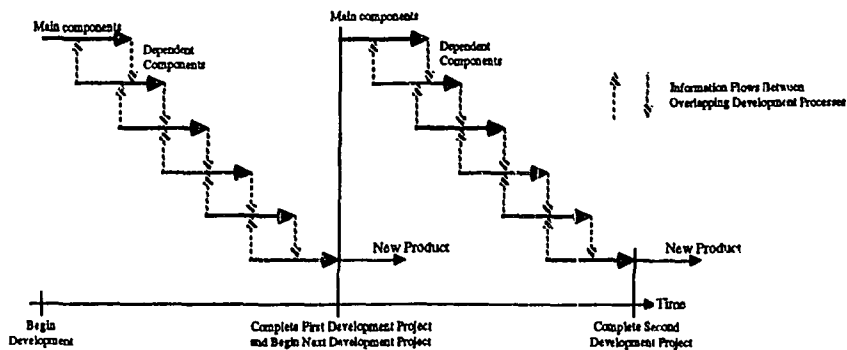 Main components
Dependent
Components
Main components
Dependent
Components
Information Flows Between
Overlapping Development Processes
New Product
New Product
Time
Begin
Development
Complete First Development Project
and Begin Next Development Project
Complete Second
Development Project